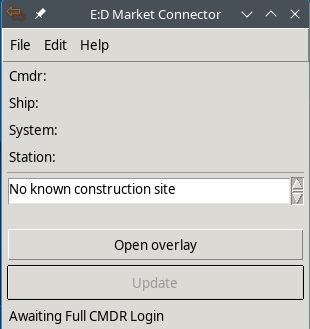 E:D Market Connector
File Edit Help
Cmdr:
Ship:
System:
Station:
No known construction site
Open overlay
Update
Awaiting Full CMDR Login